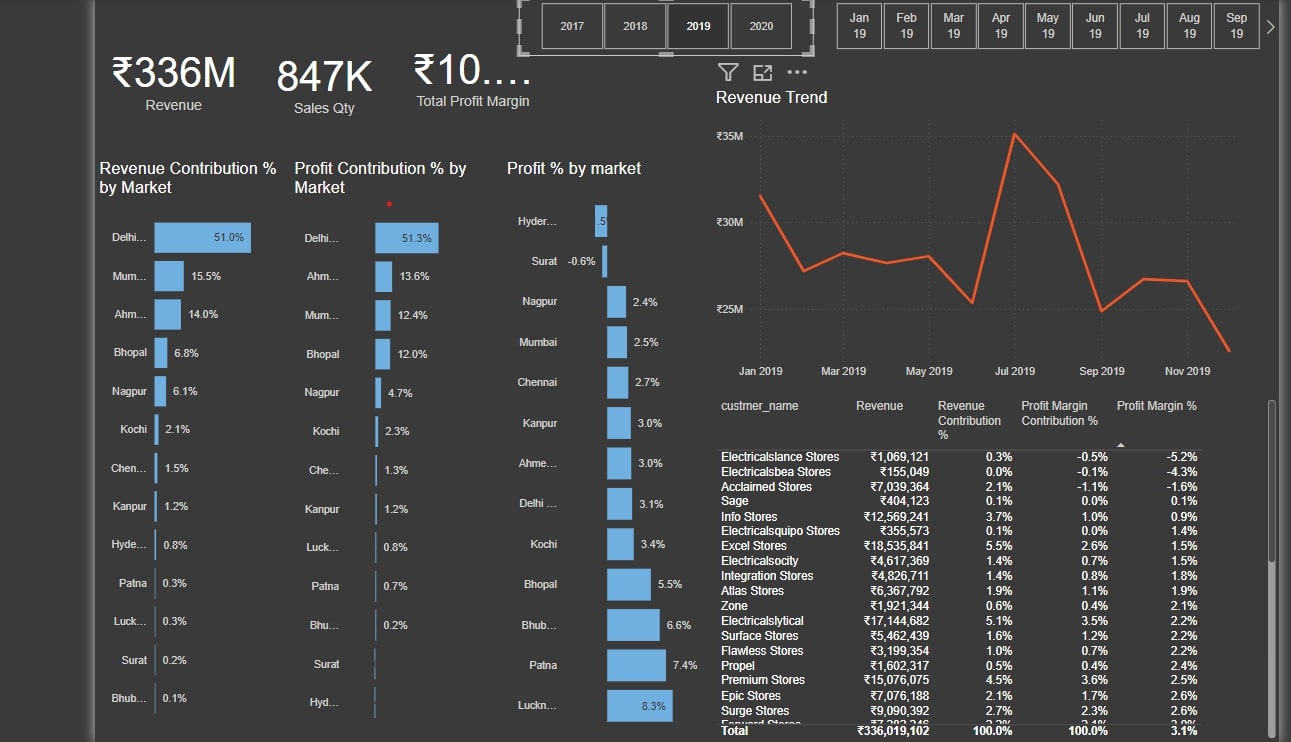 2017 2018 2019 2020
Jan 19 Feb 19 Mar 19 Apr 19 May 19 Jun 19 Jul 19 Aug 19 Sep 19
₹336M
Revenue
847K
Sales Qty
₹10....
Total Profit Margin
Revenue Contribution %
by Market
Delhi... 51.0%
Mum... 15.5%
Ahm... 14.0%
Bhopal 6.8%
Nagpur 6.1%
Kochi 2.1%
Chen... 1.5%
Kanpur 1.2%
Hyde... 0.8%
Patna 0.3%
Luck... 0.3%
Surat 0.2%
Bhub... 0.1%
Profit Contribution % by
Market
Delhi... 51.3%
Ahm... 13.6%
Mum... 12.4%
Bhopal 12.0%
Nagpur 4.7%
Kochi 2.3%
Che... 1.3%
Kanpur 1.2%
Luck... 0.8%
Patna 0.7%
Bhu... 0.2%
Surat
Hyd...
Profit % by market
Hyder...
Surat -0.6%
Nagpur 2.4%
Mumbai 2.5%
Chennai 2.7%
Kanpur 3.0%
Ahme... 3.0%
Delhi ... 3.1%
Kochi 3.4%
Bhopal 5.5%
Bhub... 6.6%
Patna 7.4%
Luckn... 8.3%
Revenue Trend
₹35M
₹30M
₹25M
Jan 2019 Mar 2019 May 2019 Jul 2019 Sep 2019 Nov 2019
custmer_name Revenue Revenue Contribution % Profit Margin Contribution % Profit Margin %
Electricalslance Stores ₹1,069,121 0.3% -0.5% -5.2%
Electricalsbea Stores ₹155,049 0.0% -0.1% -4.3%
Acclaimed Stores ₹7,039,364 2.1% -1.1% -1.6%
Sage ₹404,123 0.1% 0.0% 0.1%
Info Stores ₹12,569,241 3.7% 1.0% 0.9%
Electricalsquipo Stores ₹355,573 0.1% 0.0% 1.4%
Excel Stores ₹18,535,841 5.5% 2.6% 1.5%
Electricalsocity ₹4,617,369 1.4% 0.7% 1.5%
Integration Stores ₹4,826,711 1.4% 0.8% 1.8%
Atlas Stores ₹6,367,792 1.9% 1.1% 1.9%
Zone ₹1,921,344 0.6% 0.4% 2.1%
Electricalslytical ₹17,144,682 5.1% 3.5% 2.2%
Surface Stores ₹5,462,439 1.6% 1.2% 2.2%
Flawless Stores ₹3,199,354 1.0% 0.7% 2.2%
Propel ₹1,602,317 0.5% 0.4% 2.4%
Premium Stores ₹15,076,075 4.5% 3.6% 2.5%
Epic Stores ₹7,076,188 2.1% 1.7% 2.6%
Surge Stores ₹9,090,392 2.7% 2.3% 2.6%
Total ₹336,019,102 100.0% 100.0% 3.1%